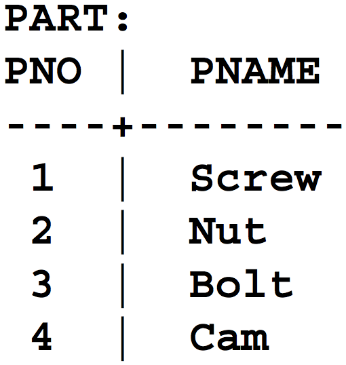 PART:
PNO | PNAME
----+--------
1 | Screw
2 | Nut
3 | Bolt
4 | Cam